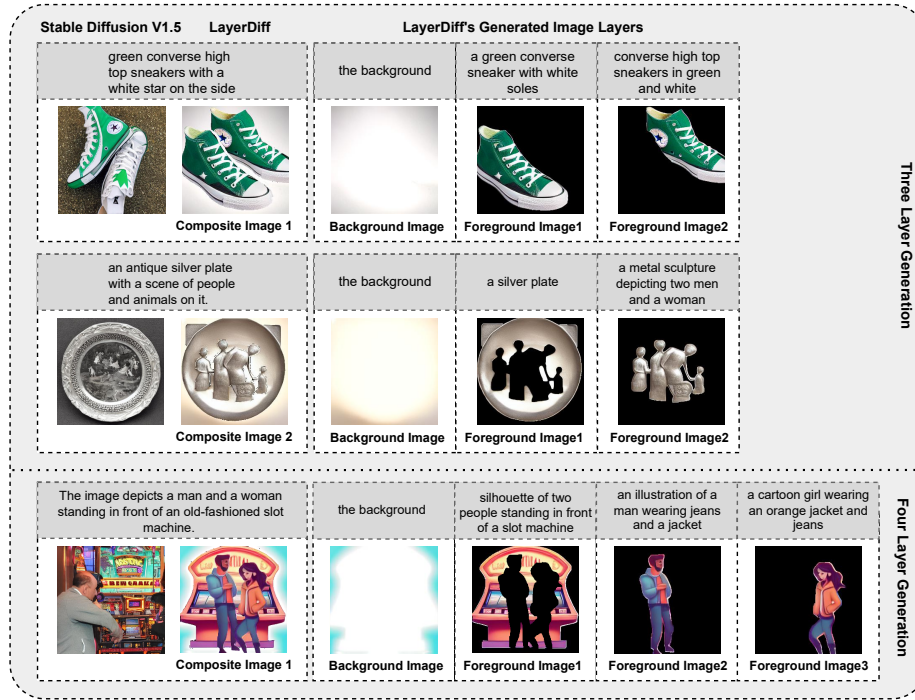 Stable Diffusion V1.5 LayerDiff LayerDiff's Generated Image Layers
green converse high
top sneakers with a
white star on the side
the background
a green converse
sneaker with white
soles
converse high top
sneakers in green
and white
Composite Image 1
Background Image
Foreground Image1
Foreground Image2
Three Layer Generation
an antique silver plate
with a scene of people
and animals on it.
the background
a silver plate
a metal sculpture
depicting two men
and a woman
Composite Image 2
Background Image
Foreground Image1
Foreground Image2
The image depicts a man and a woman
standing in front of an old-fashioned slot
machine.
the background
silhouette of two
people standing in front
of a slot machine
an illustration of a
man wearing jeans
and a jacket
a cartoon girl wearing
an orange jacket and
jeans
Composite Image 1
Background Image
Foreground Image1
Foreground Image2
Foreground Image3
Four Layer Generation